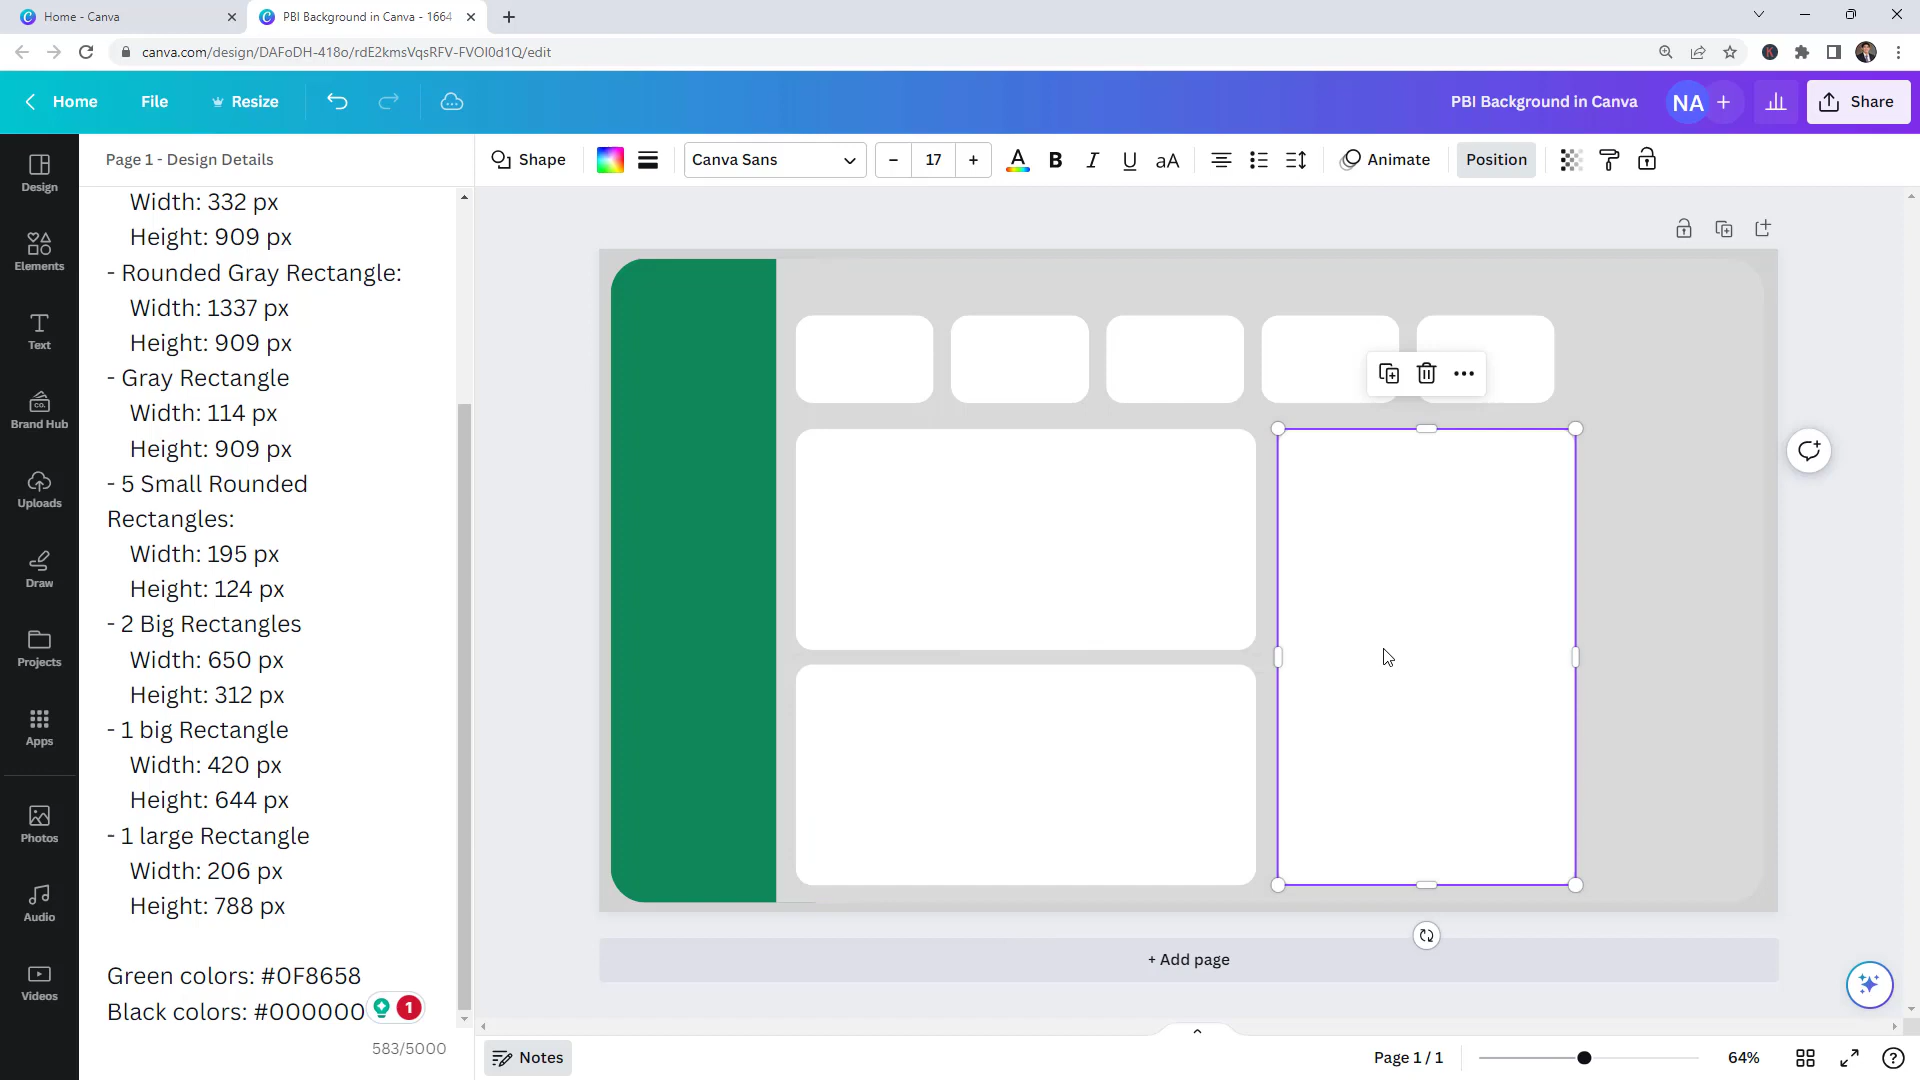 Home - Canva
PBI Background in Canva - 1664
canva.com/design/DAFoDH-418o/rdE2kmsVqsRFV-FVOI0d1Q/edit
K
Home
File
Resize
PBI Background in Canva
NA
Share
Design
Elements
Text
CO.
Brand Hub
Uploads
Draw
Projects
Apps
Photos
Audio
Videos
Page 1 - Design Details
Shape
Canva Sans
17
A
B
I
U
aA
Animate
Position
Width: 332 px
Height: 909 px
- Rounded Gray Rectangle:
Width: 1337 px
Height: 909 px
- Gray Rectangle
Width: 114 px
Height: 909 px
- 5 Small Rounded
Rectangles:
Width: 195 px
Height: 124 px
- 2 Big Rectangles
Width: 650 px
Height: 312 px
- 1 big Rectangle
Width: 420 px
Height: 644 px
- 1 large Rectangle
Width: 206 px
Height: 788 px
Green colors: #0F8658
Black colors: #000000
1
583/5000
+ Add page
Notes
Page 1 / 1
64%